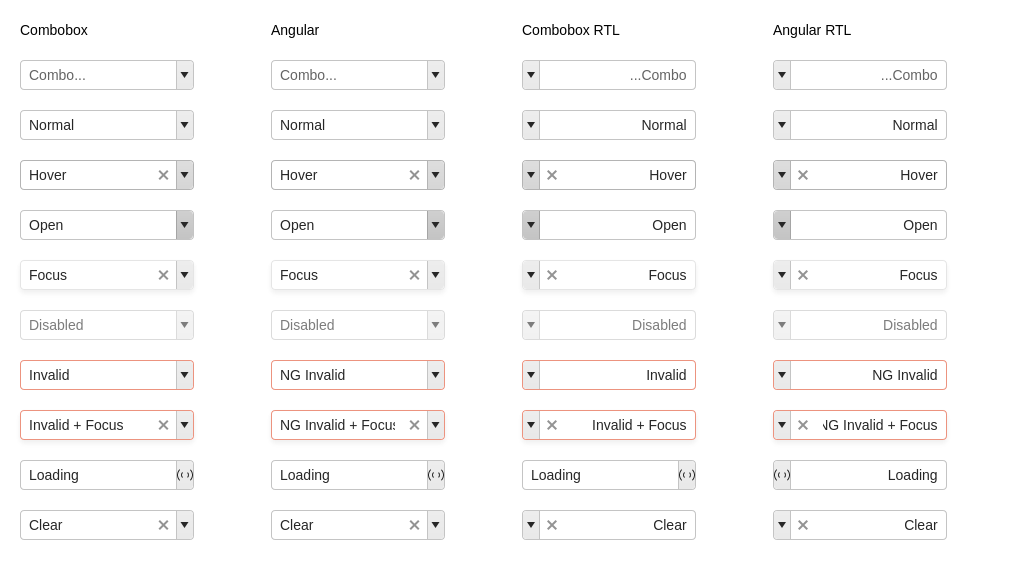 Combobox Angular Combobox RTL Angular RTL
Combo... Combo... ...Combo ...Combo
Normal Normal Normal Normal
Hover Hover Hover Hover
Open Open Open Open
Focus Focus Focus Focus
Disabled Disabled Disabled Disabled
Invalid NG Invalid Invalid NG Invalid
Invalid + Focus NG Invalid + Focus Invalid + Focus NG Invalid + Focus
Loading Loading Loading Loading
Clear Clear Clear Clear